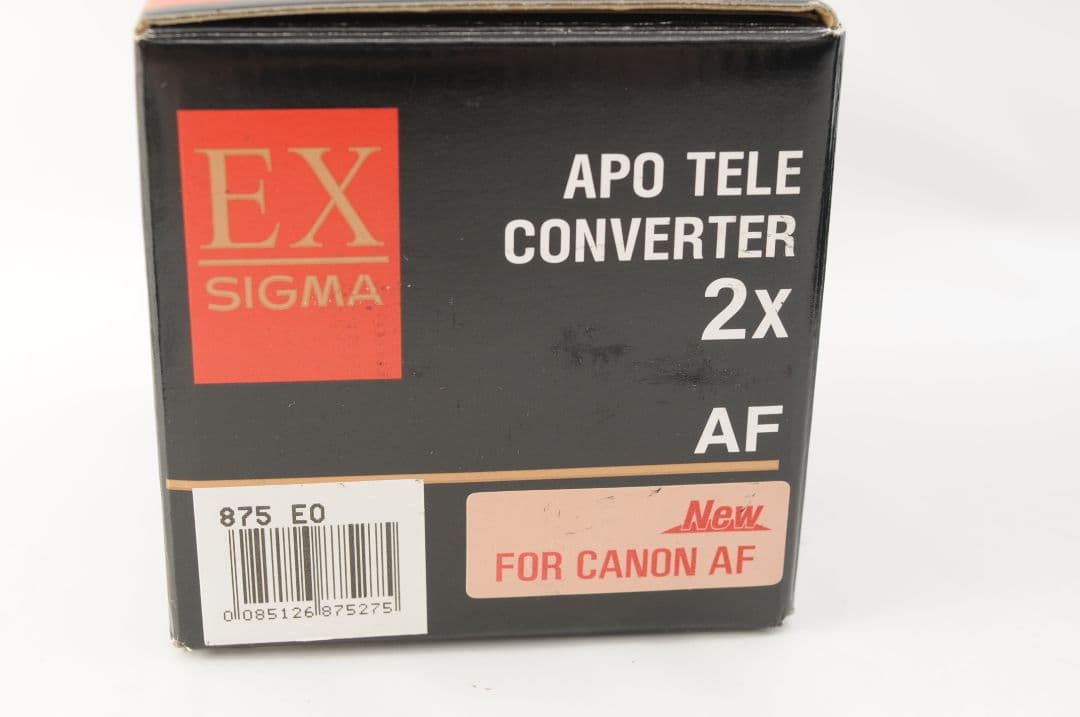 EX
SIGMA
APO TELE
CONVERTER
2x
AF
875 EO
0 085126 875275
New
FOR CANON AF